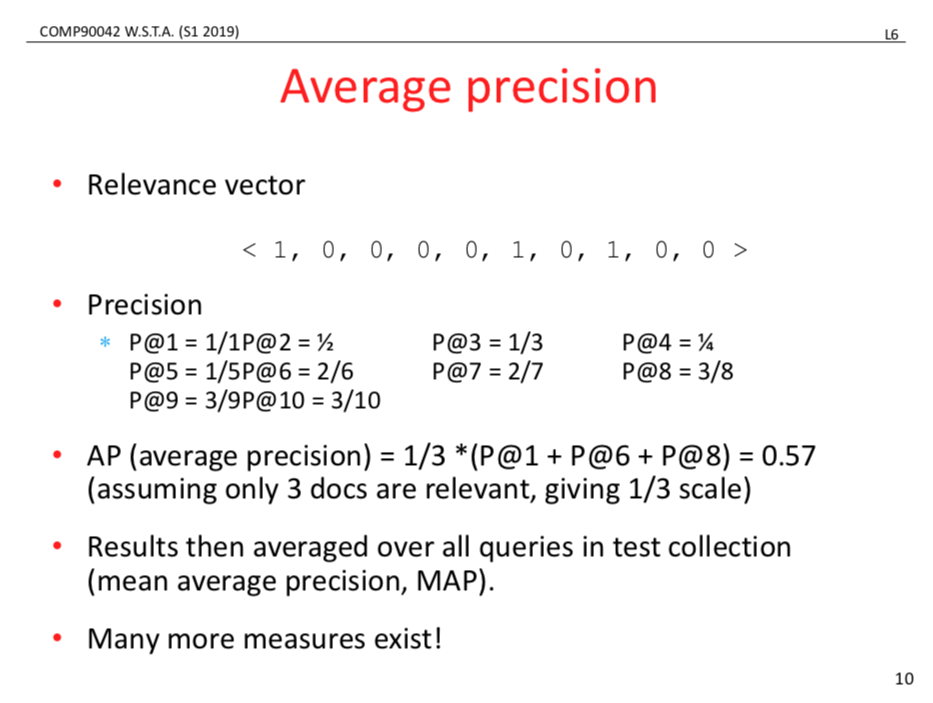 COMP90042 W.S.T.A. (S1 2019) L6
Average precision
• Relevance vector
< 1, 0, 0, 0, 0, 1, 0, 1, 0, 0 >
• Precision
* P@1 = 1/1P@2 = ½ P@3 = 1/3 P@4 = ¼
P@5 = 1/5P@6 = 2/6 P@7 = 2/7 P@8 = 3/8
P@9 = 3/9P@10 = 3/10
• AP (average precision) = 1/3 *(P@1 + P@6 + P@8) = 0.57
(assuming only 3 docs are relevant, giving 1/3 scale)
• Results then averaged over all queries in test collection
(mean average precision, MAP).
• Many more measures exist!
10